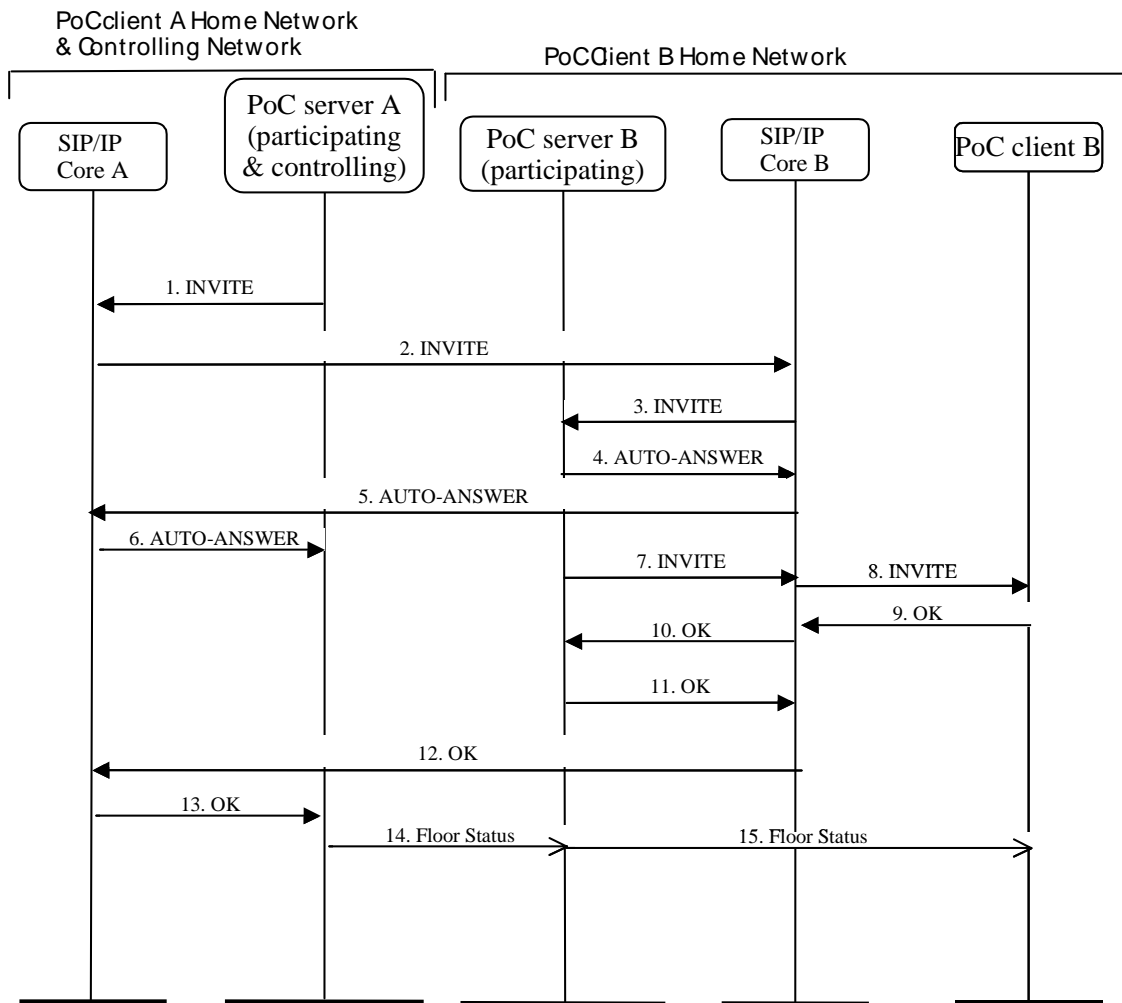 PoCclient A Home Network
& Controlling Network
PoCClient B Home Network
SIP/IP
Core A
PoC server A
(participating
& controlling)
PoC server B
(participating)
SIP/IP
Core B
PoC client B
1. INVITE
2. INVITE
3. INVITE
4. AUTO-ANSWER
5. AUTO-ANSWER
6. AUTO-ANSWER
7. INVITE
8. INVITE
9. OK
10. OK
11. OK
12. OK
13. OK
14. Floor Status
15. Floor Status